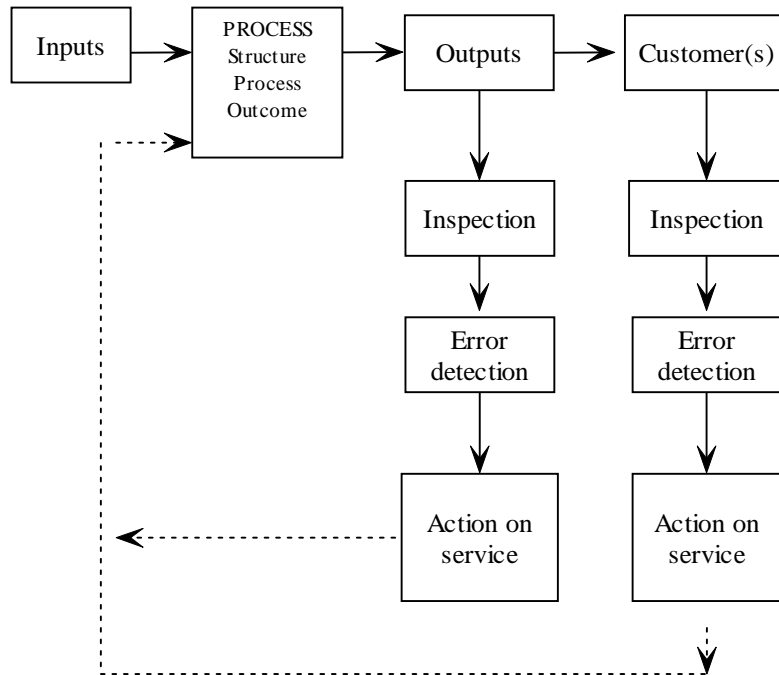 Inputs
PROCESS
Structure
Process
Outcome
Outputs
Customer(s)
Inspection
Inspection
Error
detection
Error
detection
Action on
service
Action on
service